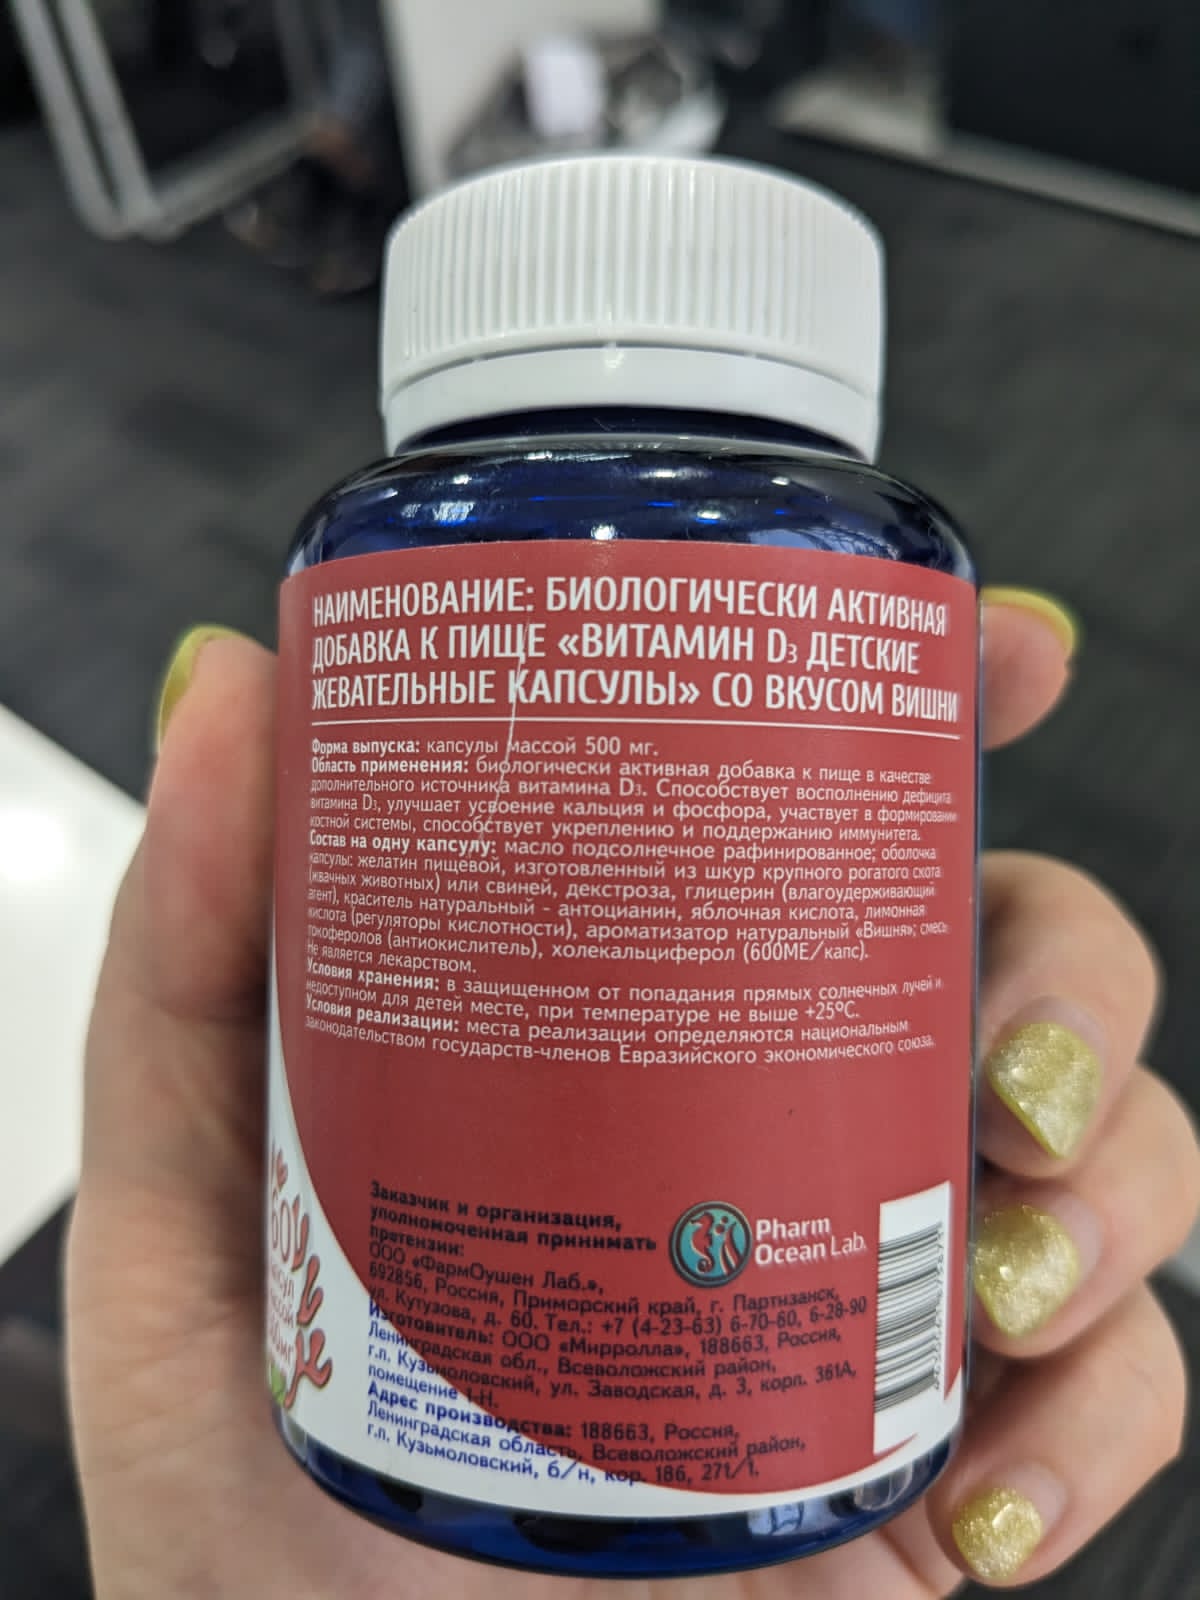 НАИМЕНОВАНИЕ: БИОЛОГИЧЕСКИ АКТИВНАЯ
ДОБАВКА К ПИЩЕ «ВИТАМИН D₃ ДЕТСКИЕ
ЖЕВАТЕЛЬНЫЕ КАПСУЛЫ» СО ВКУСОМ ВИШНИ
Форма выпуска: капсулы массой 500 мг.
Область применения: биологически активная добавка к пище в качестве
дополнительного источника витамина D₃. Способствует восполнению дефицита
витамина D₃, улучшает усвоение кальция и фосфора, участвует в формировании
костной системы, способствует укреплению и поддержанию иммунитета.
Состав на одну капсулу: масло подсолнечное рафинированное; оболочка
капсулы: желатин пищевой, изготовленный из шкур крупного рогатого скота
(жвачных животных) или свиней, декстроза, глицерин (влагоудерживающий
агент), краситель натуральный - антоцианин, яблочная кислота, лимонная
кислота (регуляторы кислотности), ароматизатор натуральный «Вишня»; смесь
токоферолов (антиокислитель), холекальциферол (600МЕ/капс).
Не является лекарством.
Условия хранения: в защищенном от попадания прямых солнечных лучей и
недоступном для детей месте, при температуре не выше +25°С.
Условия реализации: места реализации определяются национальным
законодательством государств-членов Евразийского экономического союза.
Заказчик и организация,
уполномоченная принимать
претензии:
ООО «ФармОушен Лаб.»,
692856, Россия, Приморский край, г. Партизанск,
ул. Кутузова, д. 60. Тел.: +7 (4-23-63) 6-70-60, 6-28-90
Изготовитель: ООО «Мирролла», 188663, Россия,
Ленинградская обл., Всеволожский район,
г.п. Кузьмоловский, ул. Заводская, д. 3, корп. 361А,
помещение 1-Н.
Адрес производства: 188663, Россия,
Ленинградская область, Всеволожский район,
г.п. Кузьмоловский, б/н, кор. 186, 271/1.
Pharm
Ocean Lab.
60
капсул
массой